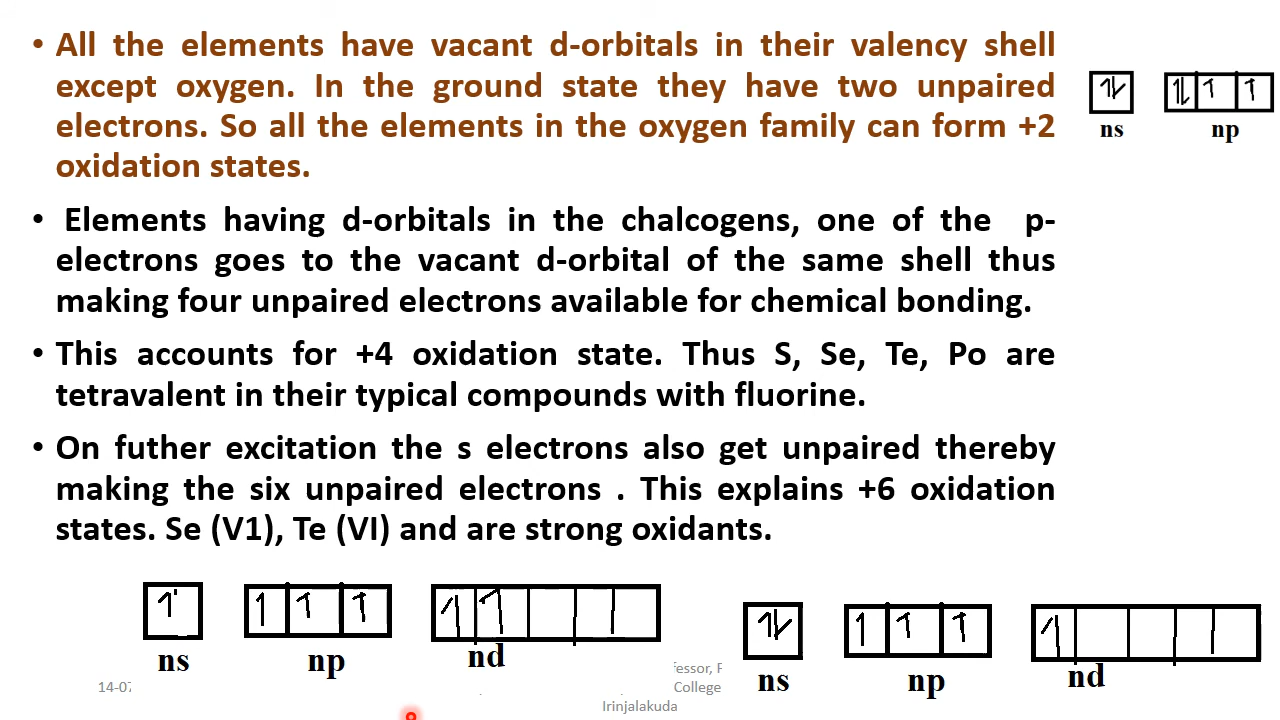 • All the elements have vacant d-orbitals in their valency shell
except oxygen. In the ground state they have two unpaired
electrons. So all the elements in the oxygen family can form +2
oxidation states.
ns np
• Elements having d-orbitals in the chalcogens, one of the p-
electrons goes to the vacant d-orbital of the same shell thus
making four unpaired electrons available for chemical bonding.
• This accounts for +4 oxidation state. Thus S, Se, Te, Po are
tetravalent in their typical compounds with fluorine.
• On futher excitation the s electrons also get unpaired thereby
making the six unpaired electrons . This explains +6 oxidation
states. Se (V1), Te (VI) and are strong oxidants.
ns np nd
ns np nd
14-07
College
Irinjalakuda